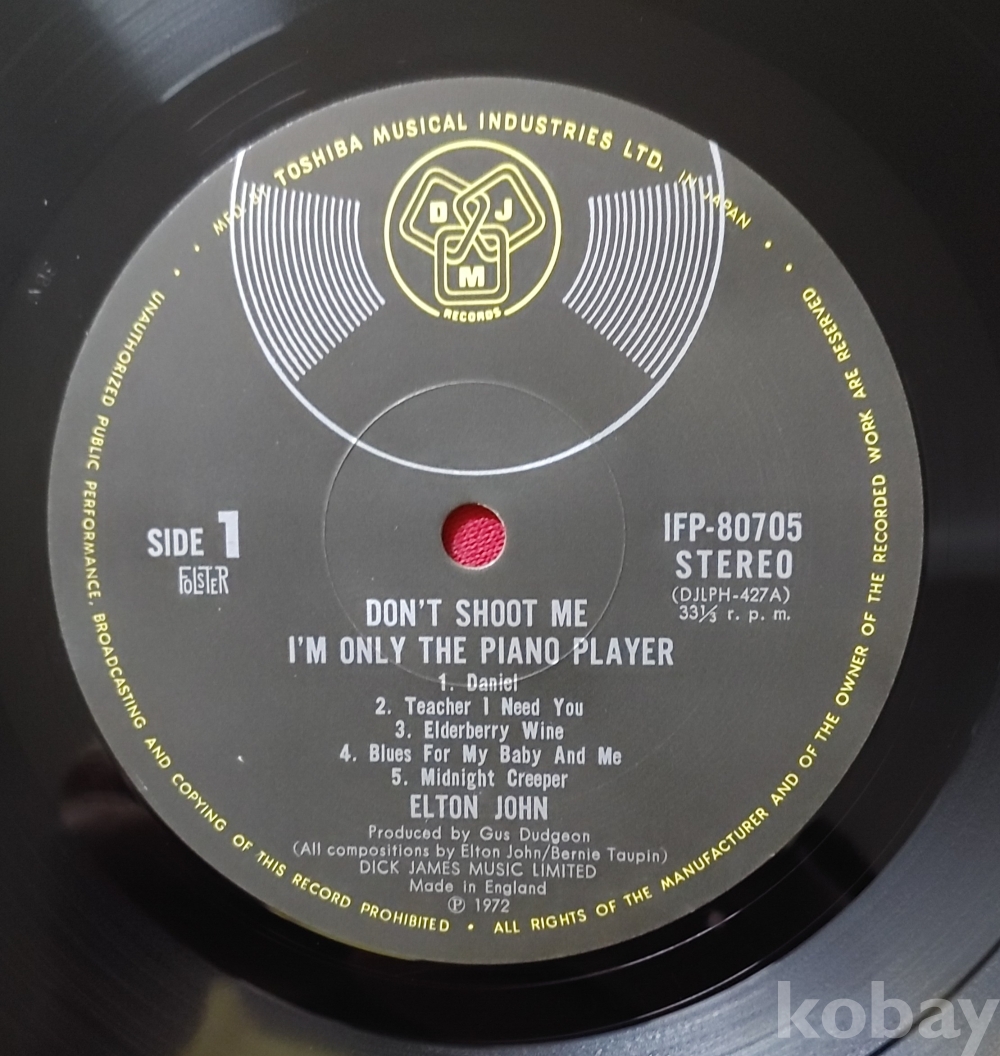 MFD BY TOSHIBA MUSICAL INDUSTRIES LTD. IN JAPAN
D J
M
RECORDS
SIDE 1
FOLSTER
IFP-80705
STEREO
(DJLPH-427A)
33⅓ r. p. m.
DON'T SHOOT ME
I'M ONLY THE PIANO PLAYER
1. Daniel
2. Teacher I Need You
3. Elderberry Wine
4. Blues For My Baby And Me
5. Midnight Creeper
ELTON JOHN
Produced by Gus Dudgeon
(All compositions by Elton John/Bernie Taupin)
DICK JAMES MUSIC LIMITED
Made in England
Ⓟ 1972
UNAUTHORIZED PUBLIC PERFORMANCE, BROADCASTING AND COPYING OF THIS RECORD PROHIBITED • ALL RIGHTS OF THE MANUFACTURER AND OF THE OWNER OF THE RECORDED WORK ARE RESERVED
kobay